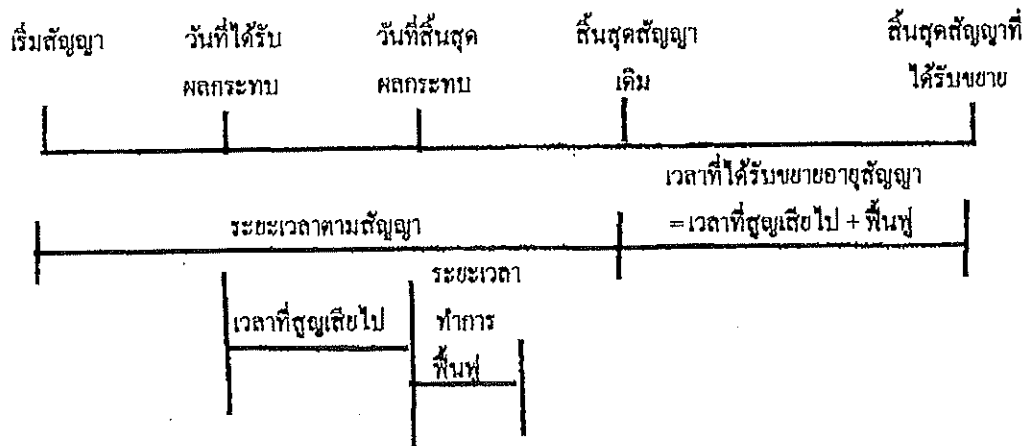 เริ่มสัญญา
วันที่ได้รับ
ผลกระทบ
วันที่สิ้นสุด
ผลกระทบ
สิ้นสุดสัญญา
เดิม
สิ้นสุดสัญญาที่
ได้รับขยาย
เวลาที่ได้รับขยายอายุสัญญา
=เวลาที่สูญเสียไป + ฟื้นฟู
ระยะเวลาตามสัญญา
เวลาที่สูญเสียไป
ระยะเวลา
ทำการ
ฟื้นฟู